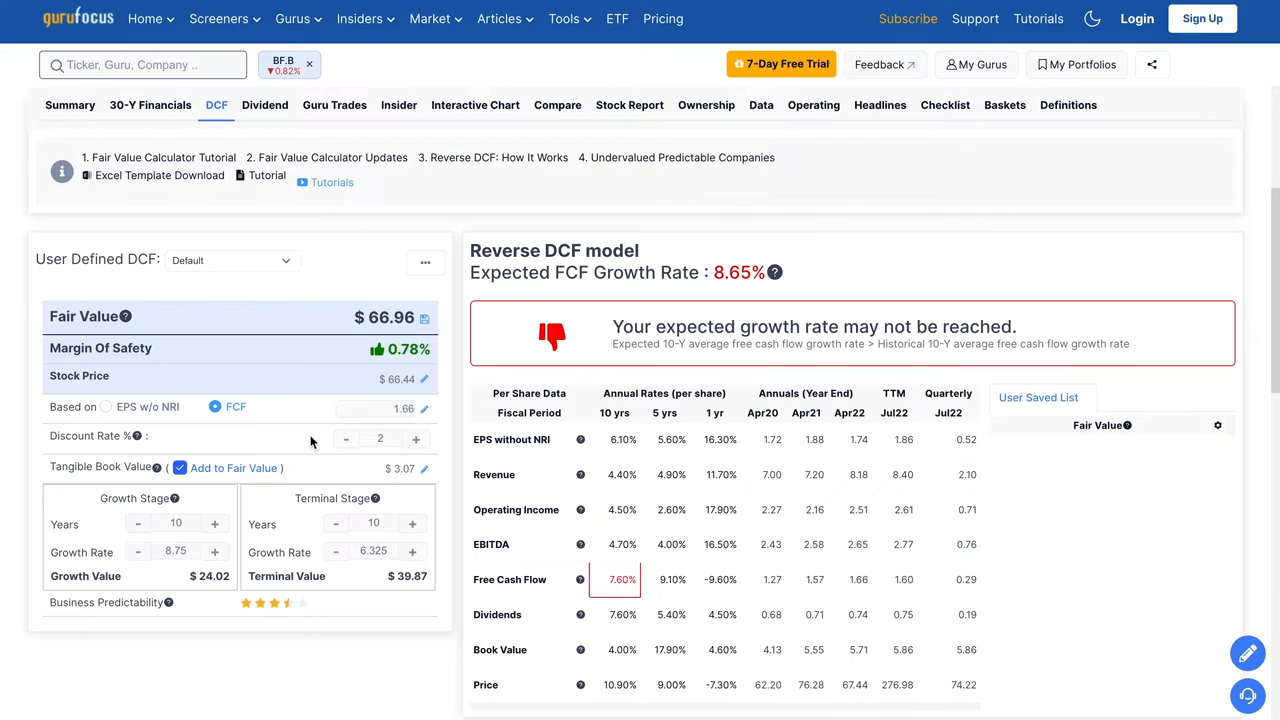 gurufocus Home Screeners Gurus Insiders Market Articles Tools ETF Pricing Subscribe Support Tutorials Login Sign Up
Ticker, Guru, Company .. BF.B ▼0.82% × 7-Day Free Trial Feedback ↗ My Gurus My Portfolios
Summary 30-Y Financials DCF Dividend Guru Trades Insider Interactive Chart Compare Stock Report Ownership Data Operating Headlines Checklist Baskets Definitions
1. Fair Value Calculator Tutorial 2. Fair Value Calculator Updates 3. Reverse DCF: How It Works 4. Undervalued Predictable Companies
Excel Template Download Tutorial Tutorials
User Defined DCF: Default ...
Fair Value $ 66.96
Margin Of Safety 0.78%
Stock Price $ 66.44
Based on EPS w/o NRI FCF 1.66
Discount Rate % : - 2 +
Tangible Book Value ( Add to Fair Value ) $ 3.07
Growth Stage Terminal Stage
Years - 10 + Years - 10 +
Growth Rate - 8.75 + Growth Rate - 6.325 +
Growth Value $ 24.02 Terminal Value $ 39.87
Business Predictability
Reverse DCF model
Expected FCF Growth Rate : 8.65%
Your expected growth rate may not be reached.
Expected 10-Y average free cash flow growth rate > Historical 10-Y average free cash flow growth rate
Per Share Data Annual Rates (per share) Annuals (Year End) TTM Quarterly
Fiscal Period 10 yrs 5 yrs 1 yr Apr20 Apr21 Apr22 Jul22 Jul22
EPS without NRI 6.10% 5.60% 16.30% 1.72 1.88 1.74 1.86 0.52
Revenue 4.40% 4.90% 11.70% 7.00 7.20 8.18 8.40 2.10
Operating Income 4.50% 2.60% 17.90% 2.27 2.16 2.51 2.61 0.71
EBITDA 4.70% 4.00% 16.50% 2.43 2.58 2.65 2.77 0.76
Free Cash Flow 7.60% 9.10% -9.60% 1.27 1.57 1.66 1.60 0.29
Dividends 7.60% 5.40% 4.50% 0.68 0.71 0.74 0.75 0.19
Book Value 4.00% 17.90% 4.60% 4.13 5.55 5.71 5.86 5.86
Price 10.90% 9.00% -7.30% 62.20 76.28 67.44 276.98 74.22
User Saved List
Fair Value